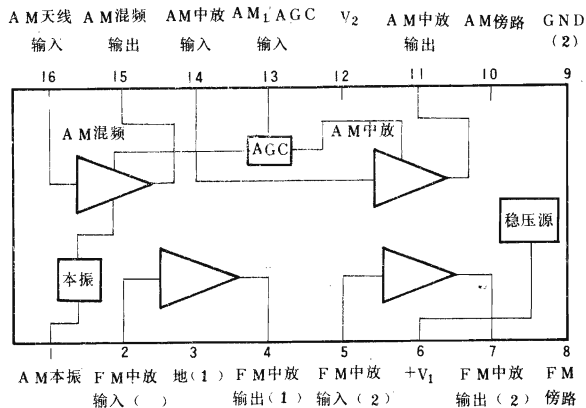 AM天线 AM混频 AM中放 AM₁ AGC V₂ AM中放 AM傍路 GND
输入 输出 输入 输入 输出 (2)
16 15 14 13 12 11 10 9
AM混频
AGC
AM中放
稳压源
本振
2 3 4 5 6 7 8
AM本振 FM中放 地(1) FM中放 FM中放 +V₁ FM中放 FM
输入( ) 输出(1) 输入(2) 输出(2) 傍路